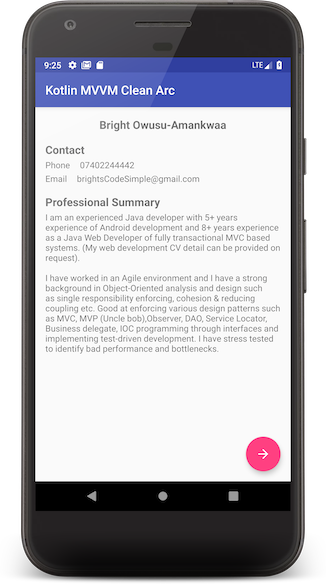 9:25
LTE
Kotlin MVVM Clean Arc
Bright Owusu-Amankwaa
Contact
Phone 07402244442
Email brightsCodeSimple@gmail.com
Professional Summary
I am an experienced Java developer with 5+ years
experience of Android development and 8+ years experience
as a Java Web Developer of fully transactional MVC based
systems. (My web development CV detail can be provided on
request).
I have worked in an Agile environment and I have a strong
background in Object-Oriented analysis and design such
as single responsibility enforcing, cohesion & reducing
coupling etc. Good at enforcing various design patterns such
as MVC, MVP (Uncle bob),Observer, DAO, Service Locator,
Business delegate, IOC programming through interfaces and
implementing test-driven development. I have stress tested
to identify bad performance and bottlenecks.